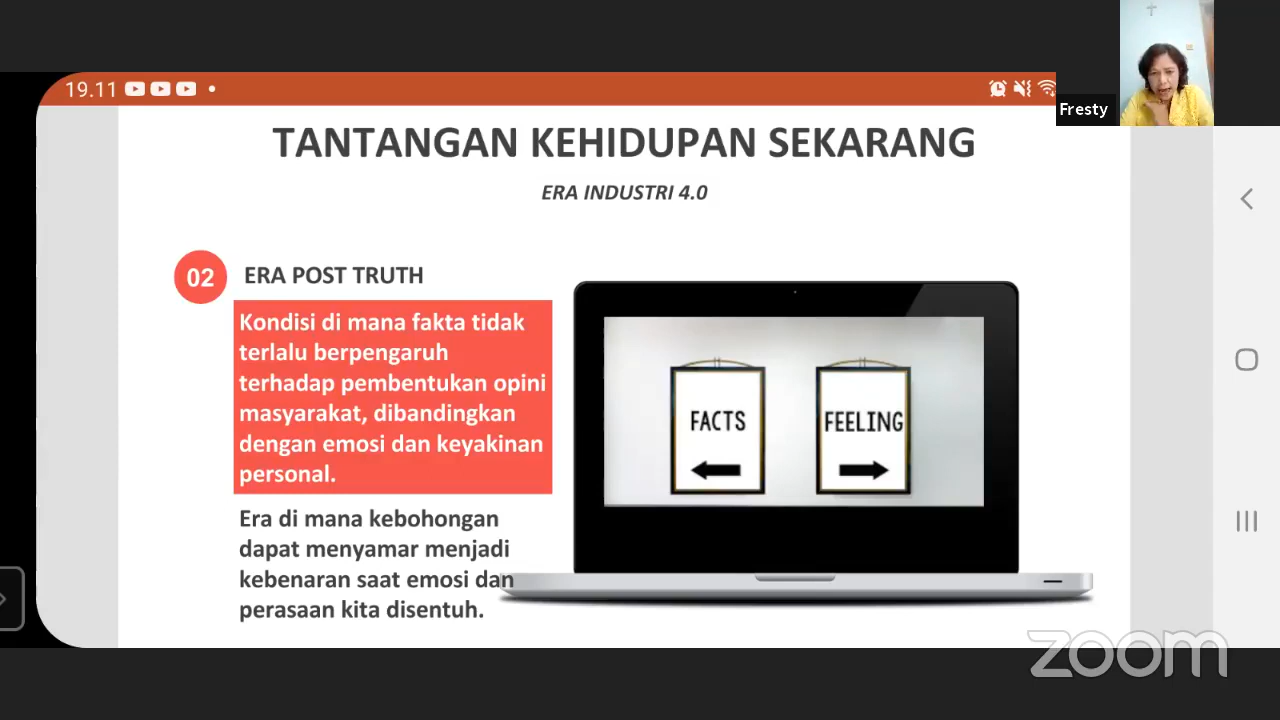 19.11
Fresty
TANTANGAN KEHIDUPAN SEKARANG
ERA INDUSTRI 4.0
02
ERA POST TRUTH
Kondisi di mana fakta tidak
terlalu berpengaruh
terhadap pembentukan opini
masyarakat, dibandingkan
dengan emosi dan keyakinan
personal.
Era di mana kebohongan
dapat menyamar menjadi
kebenaran saat emosi dan
perasaan kita disentuh.
FACTS
FEELING
zoom